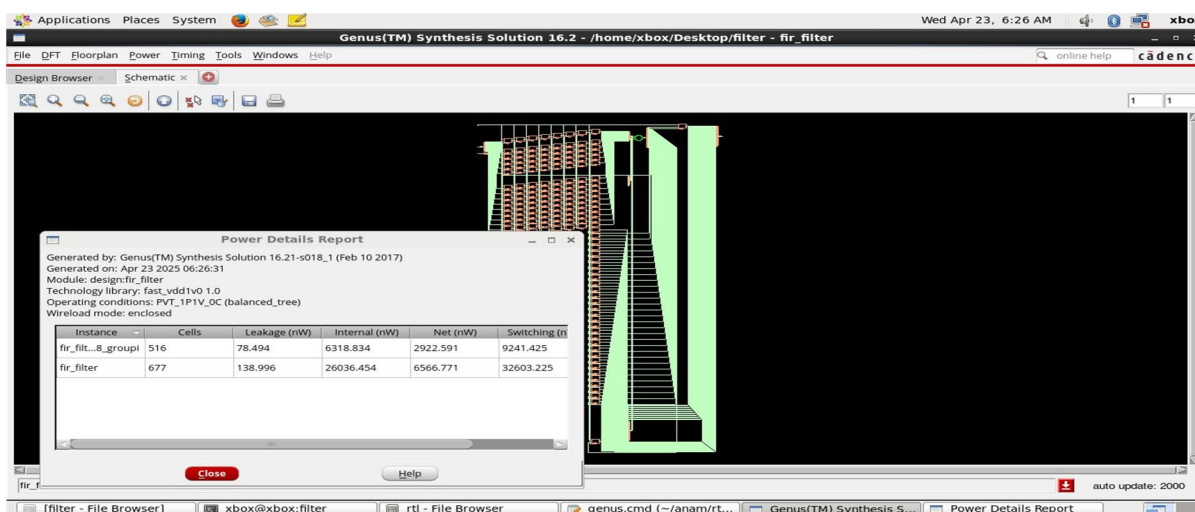 Applications Places System Wed Apr 23, 6:26 AM xbo
Genus(TM) Synthesis Solution 16.2 - /home/xbox/Desktop/filter - fir_filter
File DFT Floorplan Power Timing Tools Windows Help online help cādenc
Design Browser Schematic
1 1
Power Details Report
Generated by: Genus(TM) Synthesis Solution 16.21-s018_1 (Feb 10 2017)
Generated on: Apr 23 2025 06:26:31
Module: design:fir_filter
Technology library: fast_vdd1v0 1.0
Operating conditions: PVT_1P1V_0C (balanced_tree)
Wireload mode: enclosed
Instance Cells Leakage (nW) Internal (nW) Net (nW) Switching (n
fir_filt...8_groupi 516 78.494 6318.834 2922.591 9241.425
fir_filter 677 138.996 26036.454 6566.771 32603.225
Close Help
fir_f auto update: 2000
[filter - File Browser] xbox@xbox:filter rtl - File Browser genus.cmd (~/anam/rt... Genus(TM) Synthesis S... Power Details Report